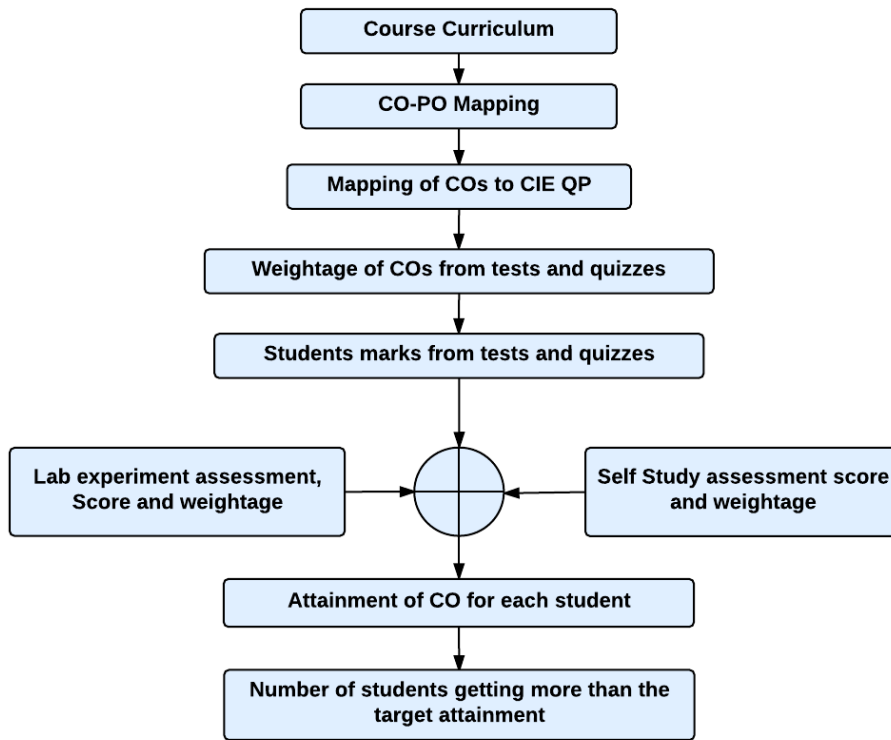 Course Curriculum
CO-PO Mapping
Mapping of COs to CIE QP
Weightage of COs from tests and quizzes
Students marks from tests and quizzes
Lab experiment assessment,
Score and weightage
Self Study assessment score
and weightage
Attainment of CO for each student
Number of students getting more than the
target attainment